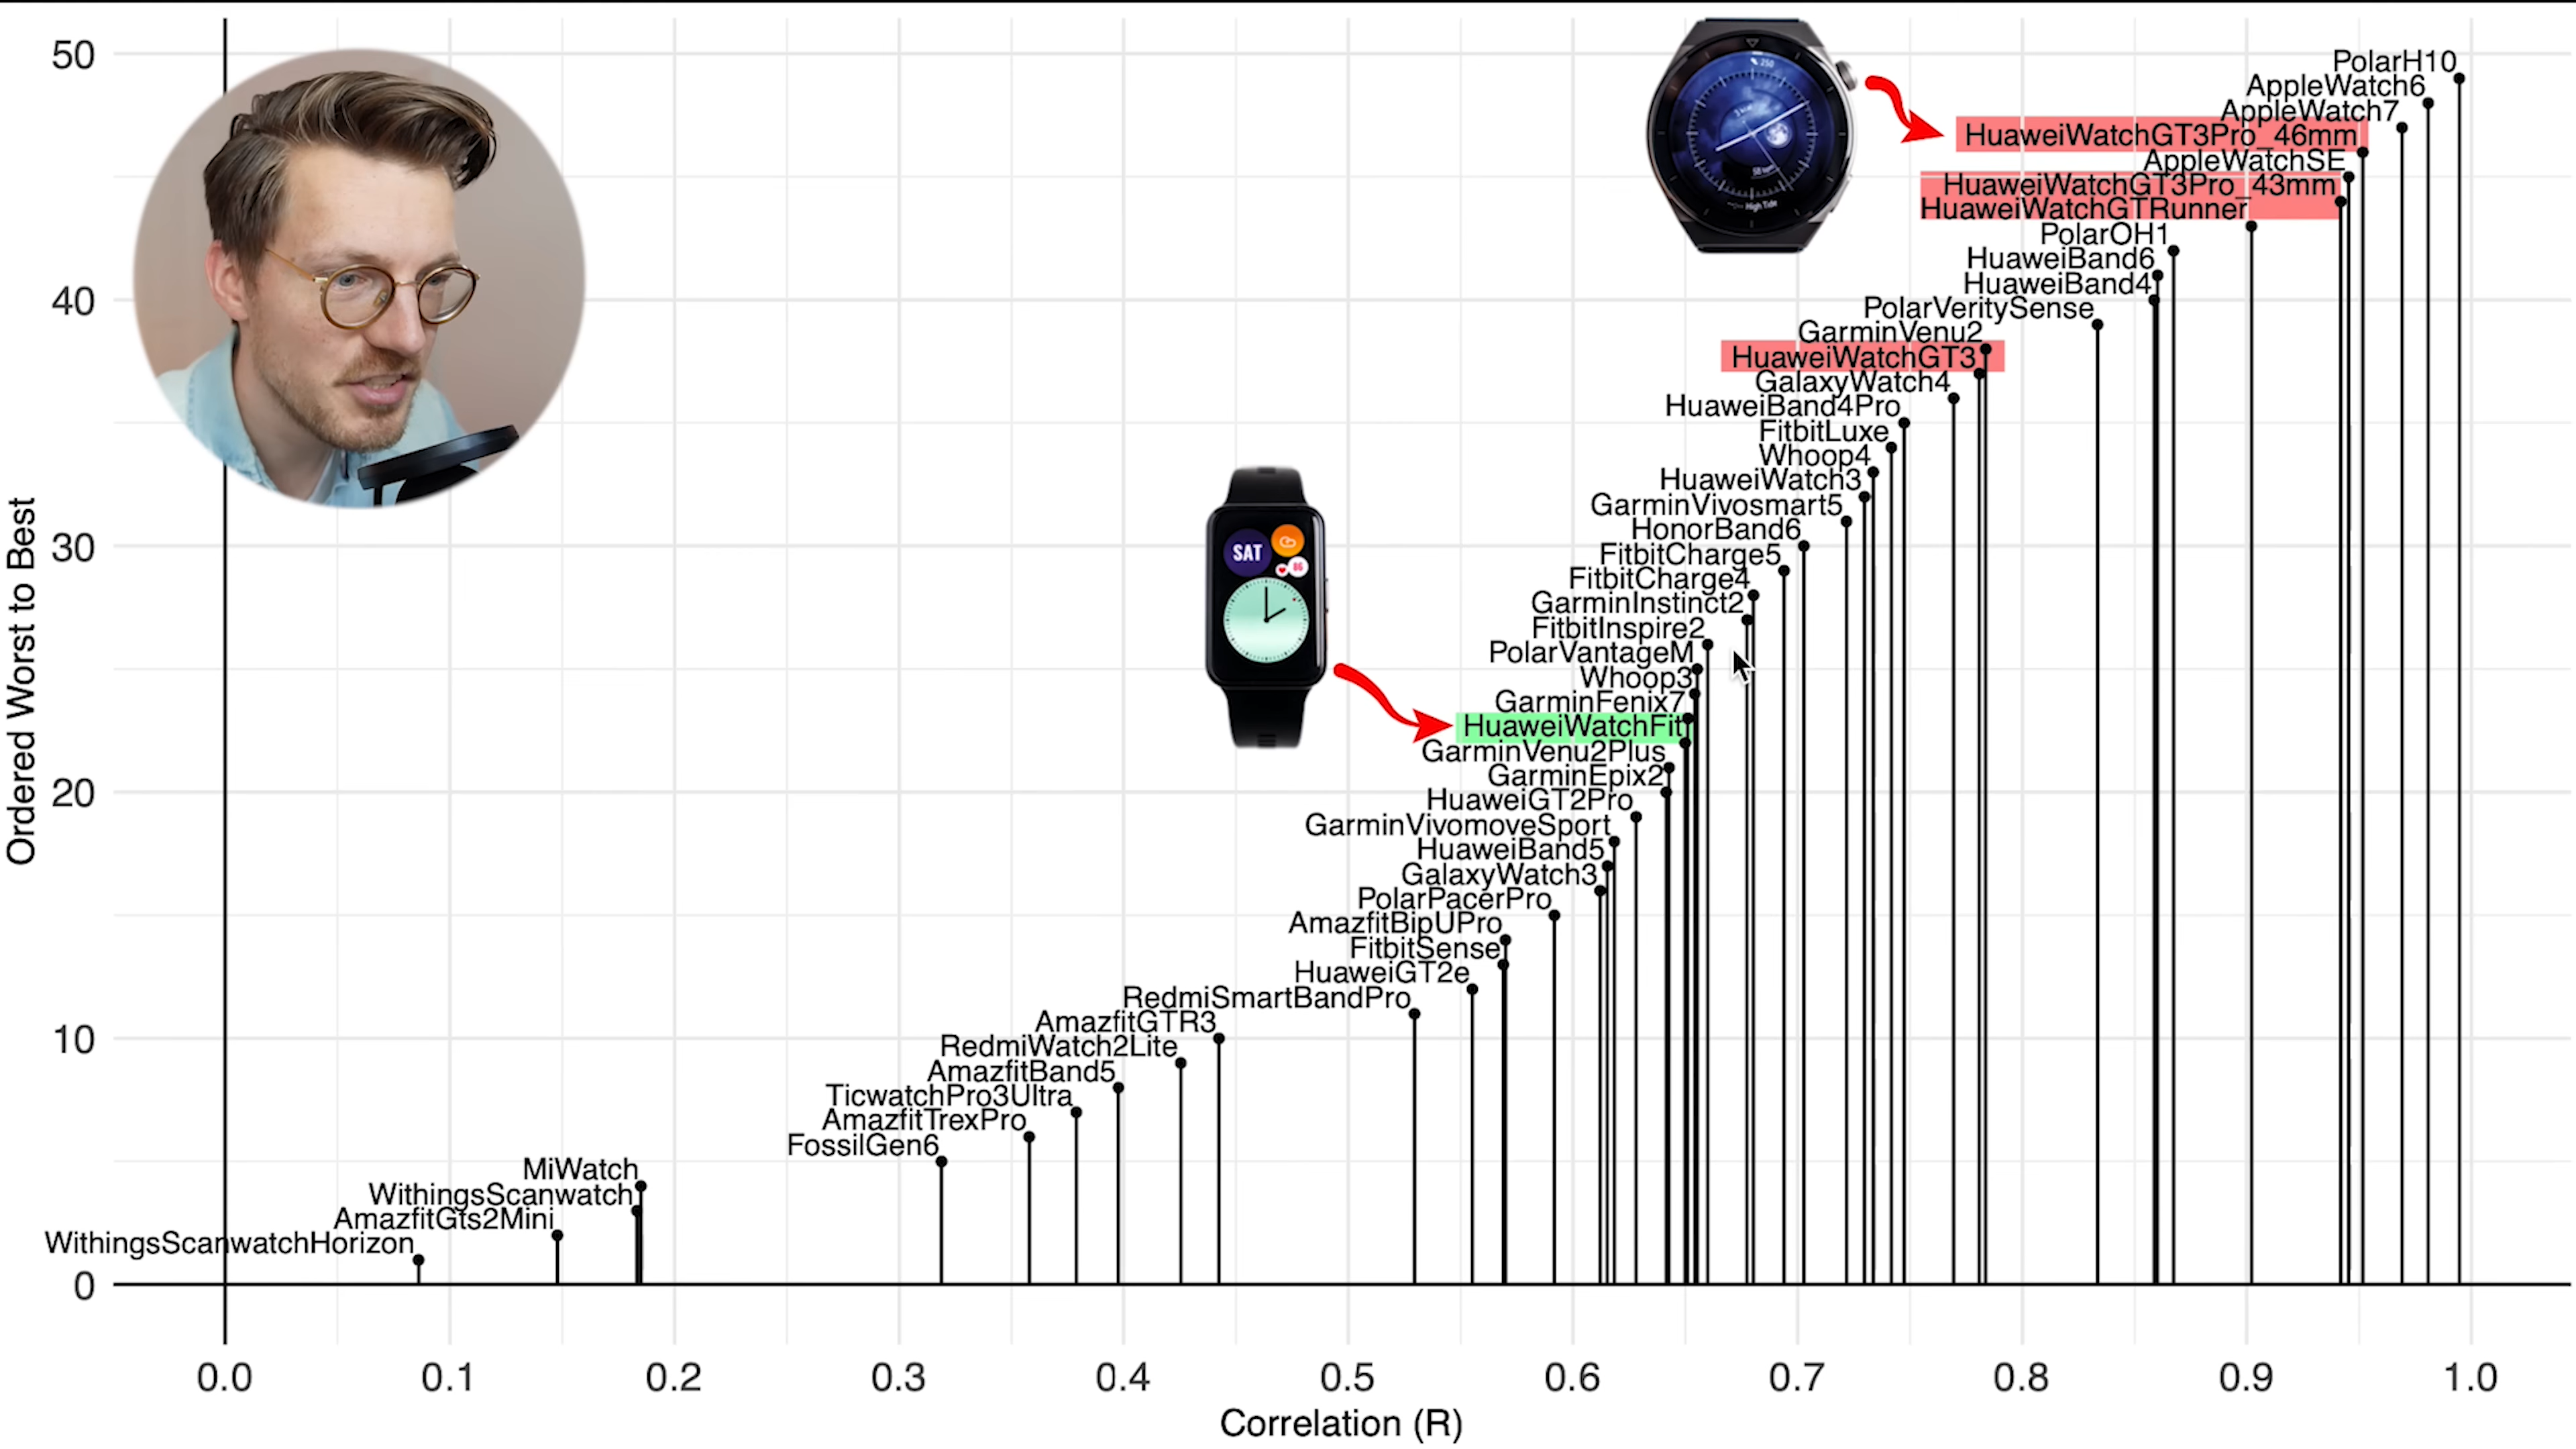 50
40
30
20
10
0
Ordered Worst to Best
PolarH10
AppleWatch6
AppleWatch7
HuaweiWatchGT3Pro_46mm
AppleWatchSE
HuaweiWatchGT3Pro_43mm
HuaweiWatchGTRunner
PolarOH1
HuaweiBand6
HuaweiBand4
PolarVeritySense
GarminVenu2
HuaweiWatchGT3
GalaxyWatch4
HuaweiBand4Pro
FitbitLuxe
Whoop4
HuaweiWatch3
GarminVivosmart5
HonorBand6
FitbitCharge5
FitbitCharge4
GarminInstinct2
FitbitInspire2
PolarVantageM
Whoop3
GarminFenix7
HuaweiWatchFit
GarminVenu2Plus
GarminEpix2
HuaweiGT2Pro
GarminVivomoveSport
HuaweiBand5
GalaxyWatch3
PolarPacerPro
AmazfitBipUPro
FitbitSense
HuaweiGT2e
RedmiSmartBandPro
AmazfitGTR3
RedmiWatch2Lite
AmazfitBand5
TicwatchPro3Ultra
AmazfitTrexPro
FossilGen6
MiWatch
WithingsScanwatch
AmazfitGts2Mini
WithingsScanwatchHorizon
250
High Tide
SAT
86
0.0 0.1 0.2 0.3 0.4 0.5 0.6 0.7 0.8 0.9 1.0
Correlation (R)